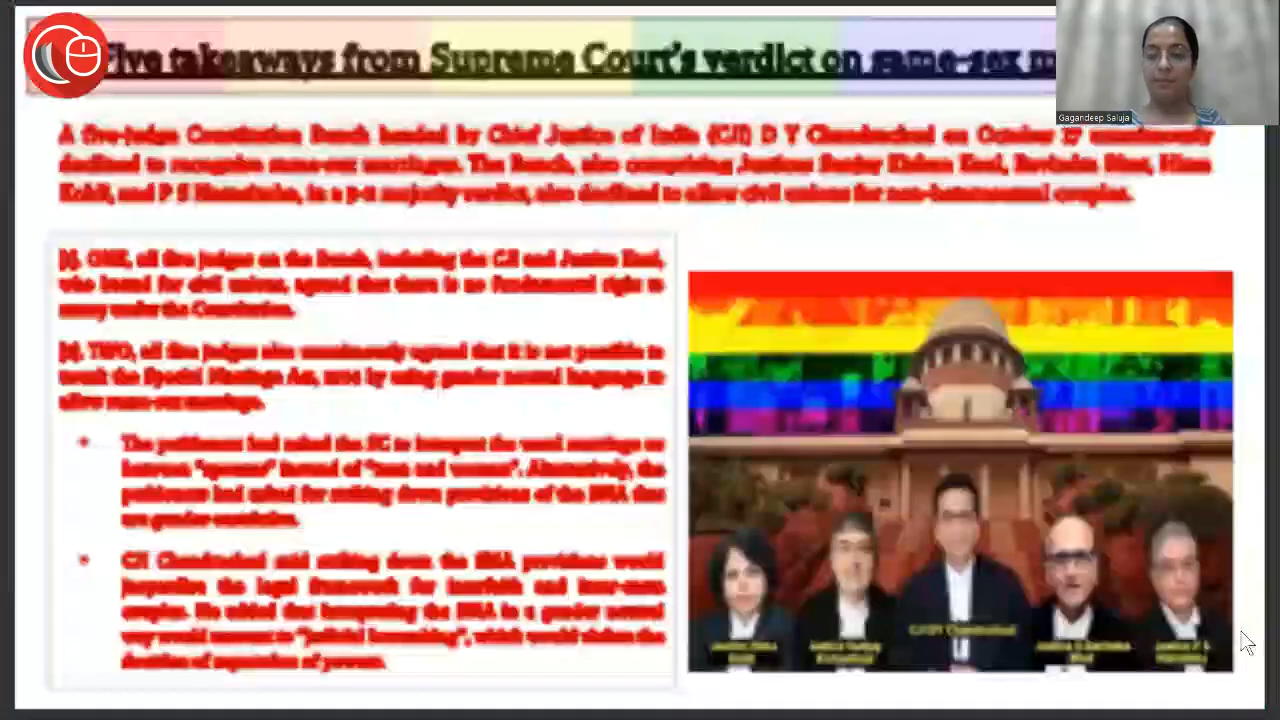 Five takeaways from Supreme Court's verdict on same-sex m
Gagandeep Saluja
A five-judge Constitution Bench headed by Chief Justice of India (CJI) D Y Chandrachud on October 17 unanimously
declined to recognise same-sex marriages. The Bench, also comprising Justices Sanjay Kishan Kaul, Ravindra Bhat, Hima
Kohli, and P S Narasimha, in a 3-2 majority verdict, also declined to allow civil unions for non-heterosexual couples.
ONE, all five judges on the Bench, including the CJI and Justice Kaul,
who batted for civil unions, agreed that there is no fundamental right to
marry under the Constitution.
TWO, all five judges also unanimously agreed that it is not possible to
tweak the Special Marriage Act, 1954 by using gender neutral language to
allow same-sex marriage.
• The petitioners had asked the SC to interpret the word marriage as
between "spouses" instead of "man and woman". Alternatively, the
petitioners had asked for striking down provisions of the SMA that
are gender-restrictive.
• CJI Chandrachud said striking down the SMA provisions would
jeopardise the legal framework for interfaith and inter-caste
couples. He added that interpreting the SMA in a gender neutral
way would amount to "judicial lawmaking", which would violate the
doctrine of separation of powers.
CJI DY Chandrachud